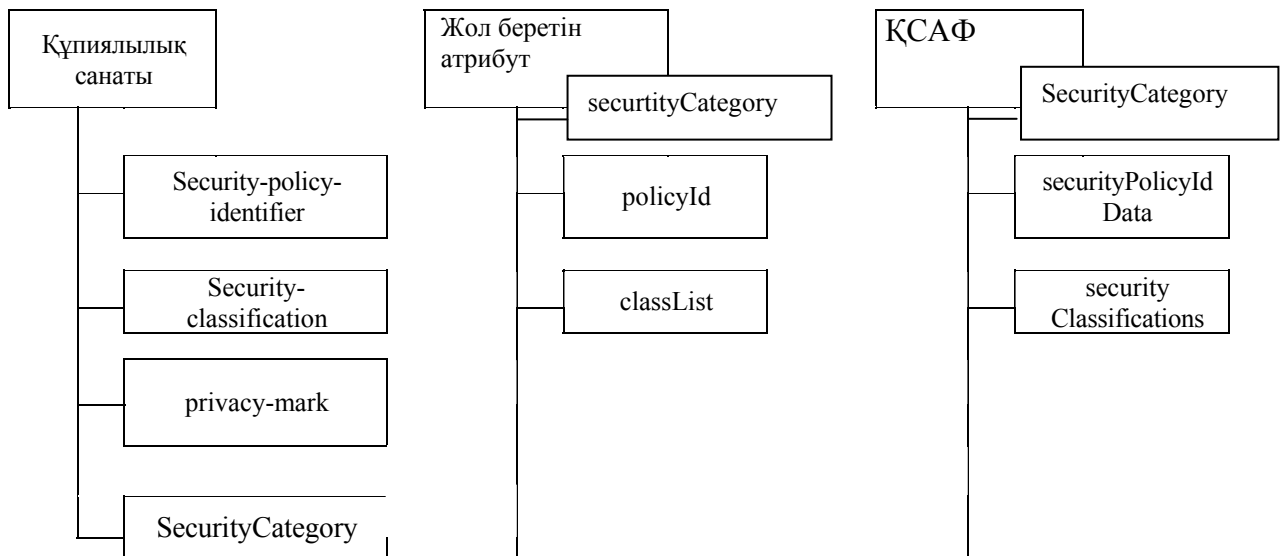 Құпиялылық
санаты
Security-policy-
identifier
Security-
classification
privacy-mark
SecurityCategory
Жол беретін
атрибут
securtityCategory
policyId
classList
ҚСАФ
SecurityCategory
securityPolicyId
Data
security
Classifications